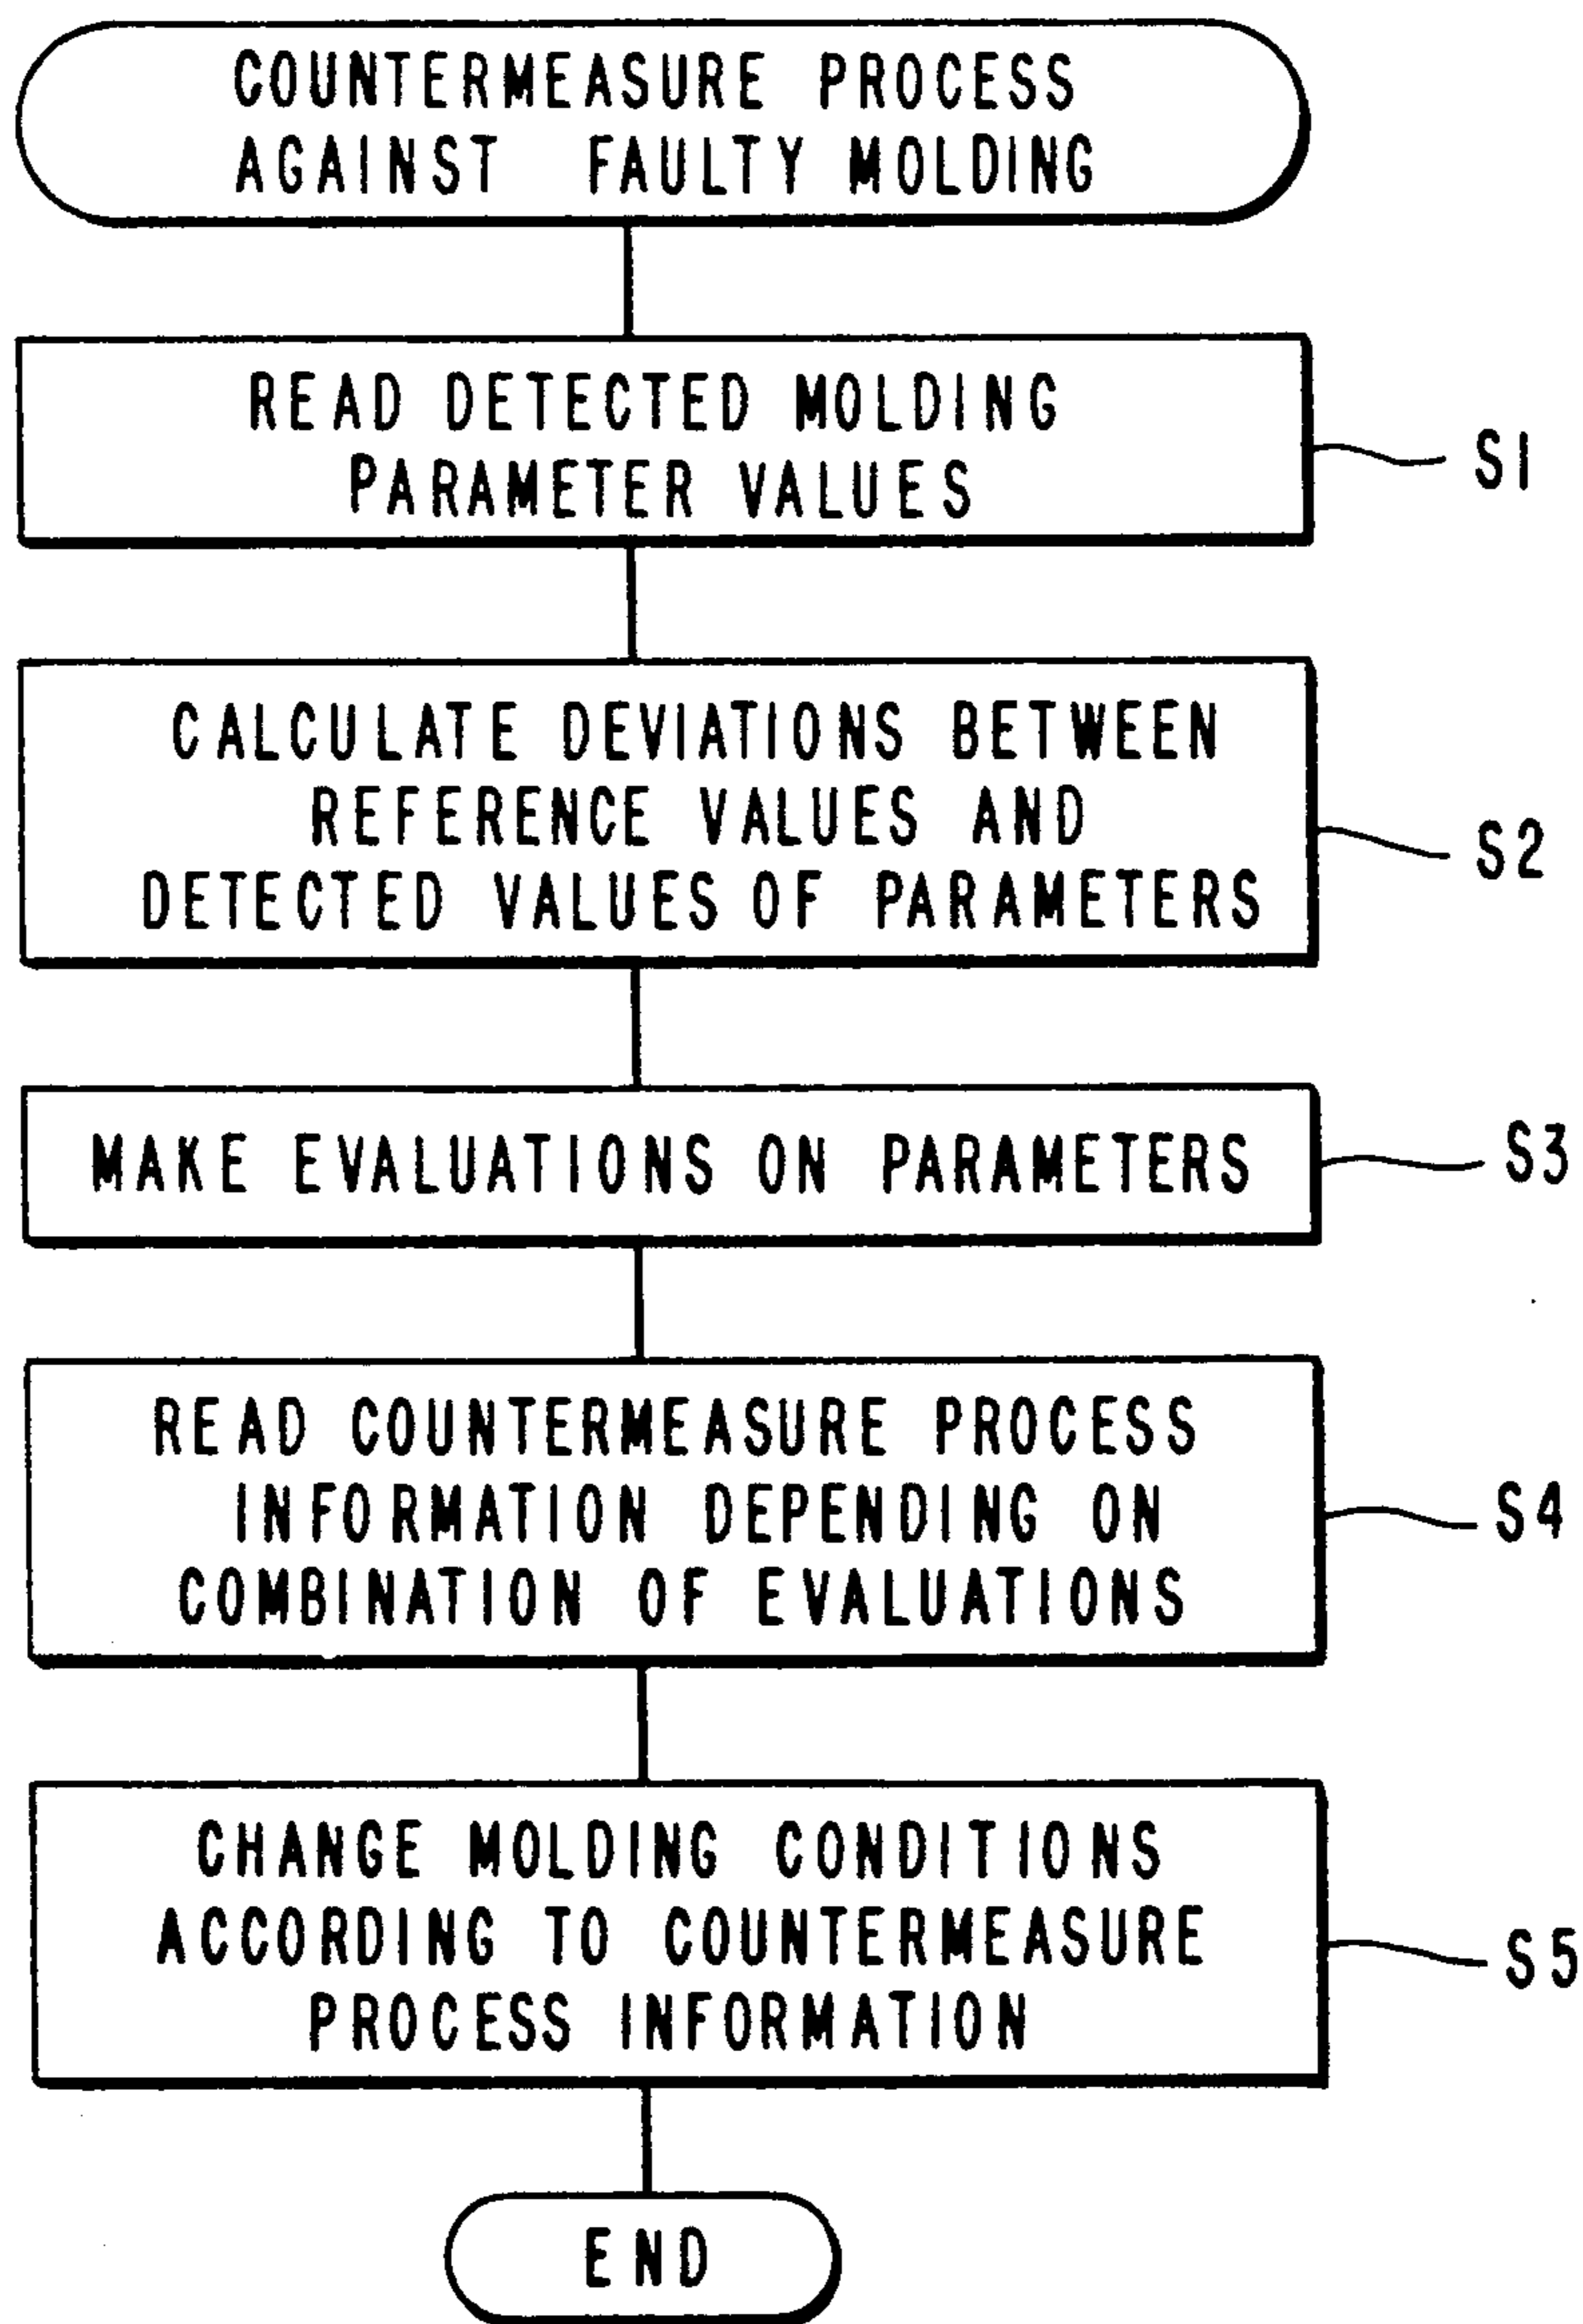 COUNTERMEASURE PROCESS
AGAINST FAULTY MOLDING
READ DETECTED MOLDING
PARAMETER VALUES
S1
CALCULATE DEVIATIONS BETWEEN
REFERENCE VALUES AND
DETECTED VALUES OF PARAMETERS
S2
MAKE EVALUATIONS ON PARAMETERS
S3
READ COUNTERMEASURE PROCESS
INFORMATION DEPENDING ON
COMBINATION OF EVALUATIONS
S4
CHANGE MOLDING CONDITIONS
ACCORDING TO COUNTERMEASURE
PROCESS INFORMATION
S5
END